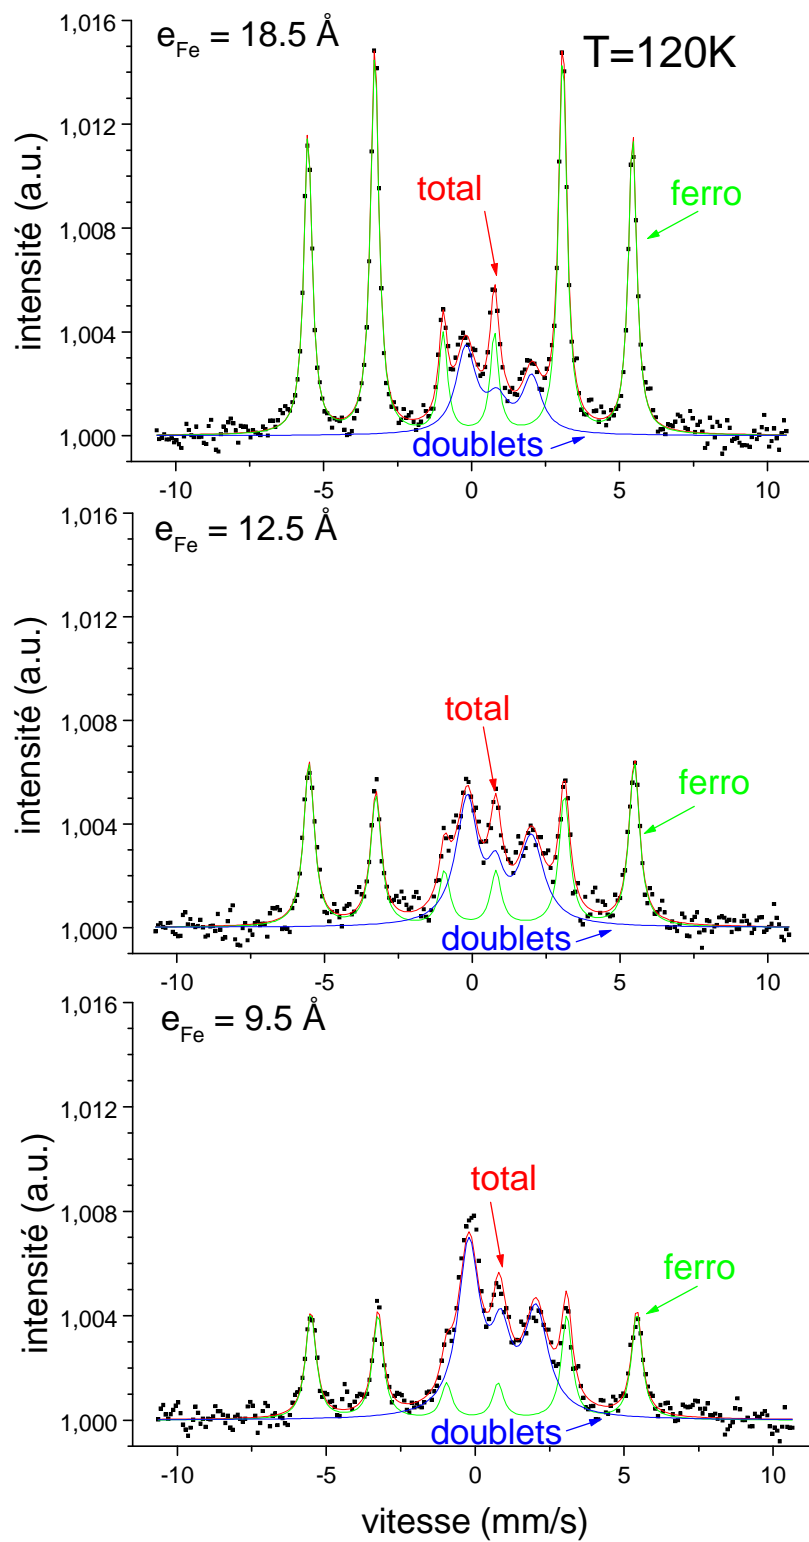 e_Fe = 18.5 Å
T=120K
1,016
1,012
1,008
1,004
1,000
intensité (a.u.)
total
ferro
doublets
-10 -5 0 5 10
e_Fe = 12.5 Å
1,016
1,012
1,008
1,004
1,000
intensité (a.u.)
total
ferro
doublets
-10 -5 0 5 10
e_Fe = 9.5 Å
1,016
1,012
1,008
1,004
1,000
intensité (a.u.)
total
ferro
doublets
-10 -5 0 5 10
vitesse (mm/s)